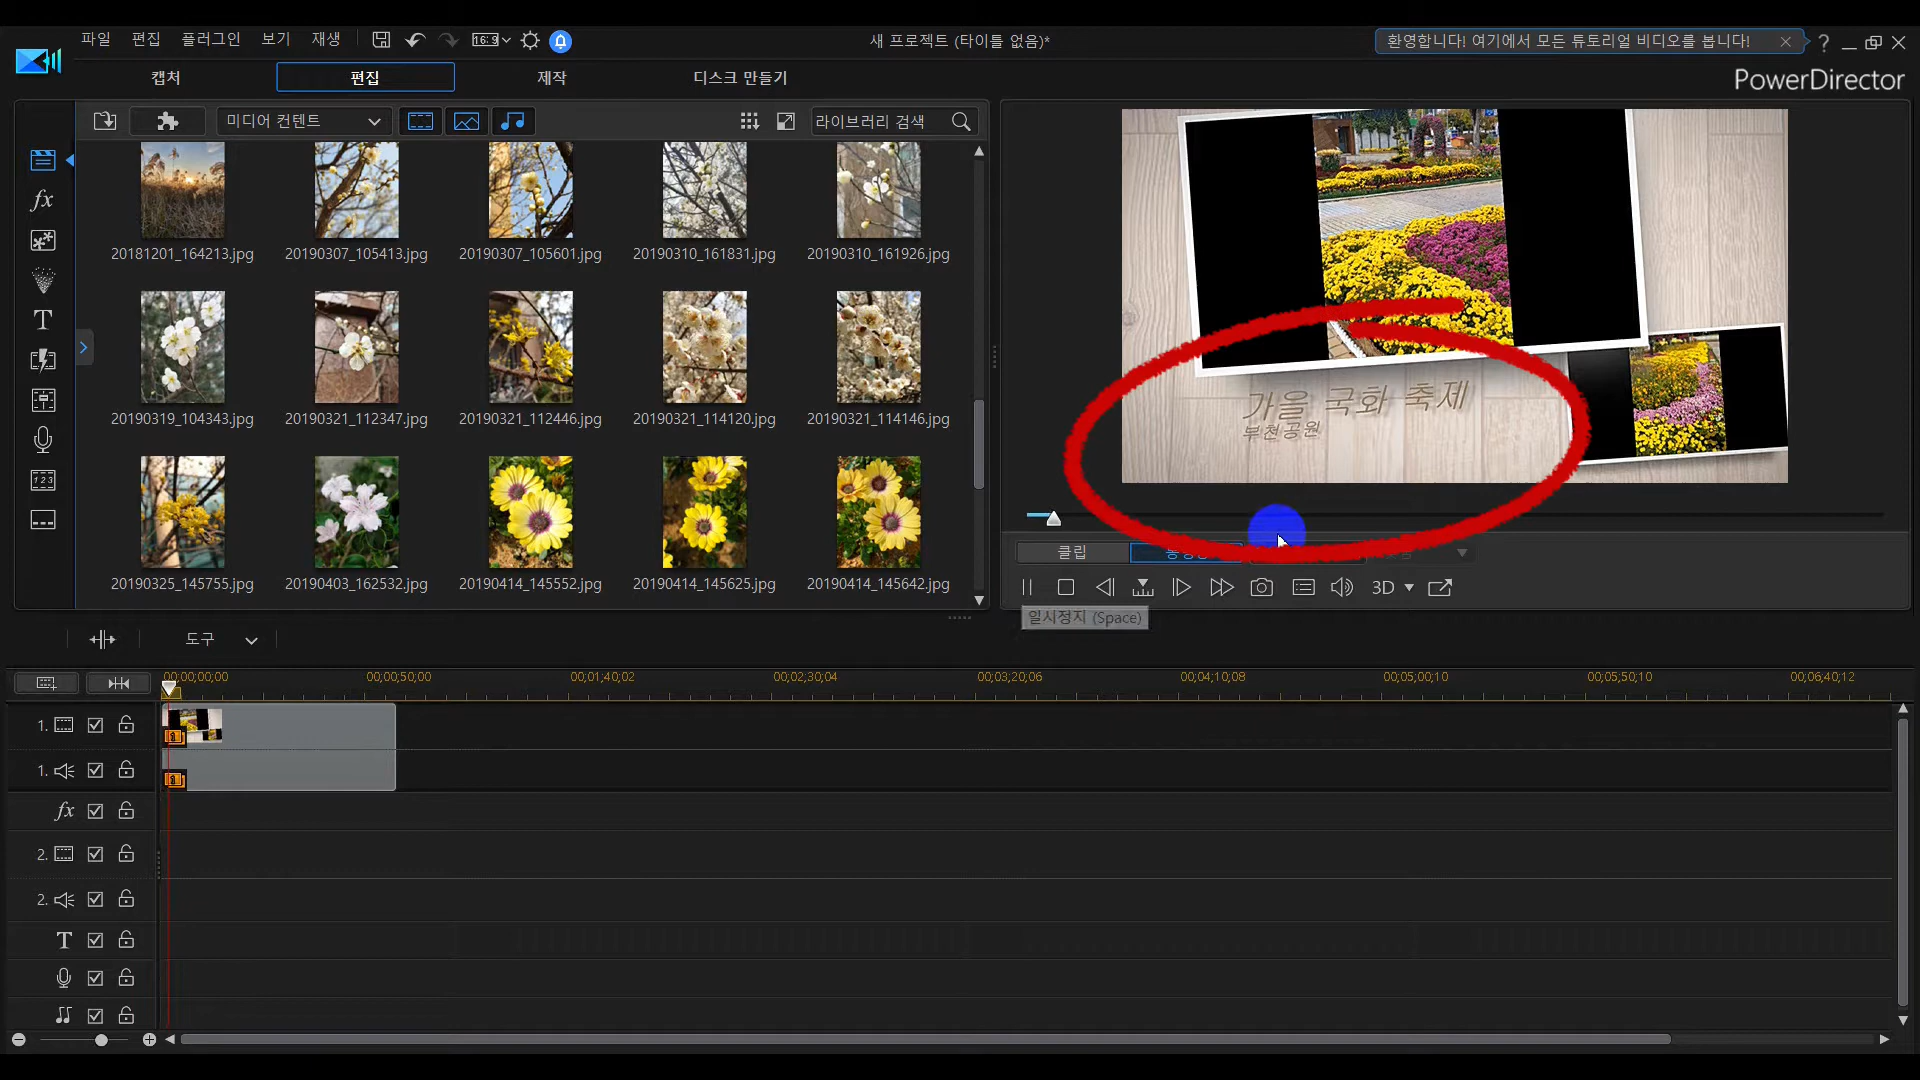 파일 편집 플러그인 보기 재생 16:9 새 프로젝트 (타이틀 없음)* 환영합니다! 여기에서 모든 튜토리얼 비디오를 봅니다! ?
캡처 편집 제작 디스크 만들기 PowerDirector
미디어 컨텐트 라이브러리 검색
20181201_164213.jpg 20190307_105413.jpg 20190307_105601.jpg 20190310_161831.jpg 20190310_161926.jpg
20190319_104343.jpg 20190321_112347.jpg 20190321_112446.jpg 20190321_114120.jpg 20190321_114146.jpg
20190325_145755.jpg 20190403_162532.jpg 20190414_145552.jpg 20190414_145625.jpg 20190414_145642.jpg
fx
T
가을 국화 축제
부천공원
클립
3D
일시정지 (Space)
도구
00;00;00;00 00;00;50;00 00;01;40;02 00;02;30;04 00;03;20;06 00;04;10;08 00;05;00;10 00;05;50;10 00;06;40;12
1.
1.
fx
2.
2.
T